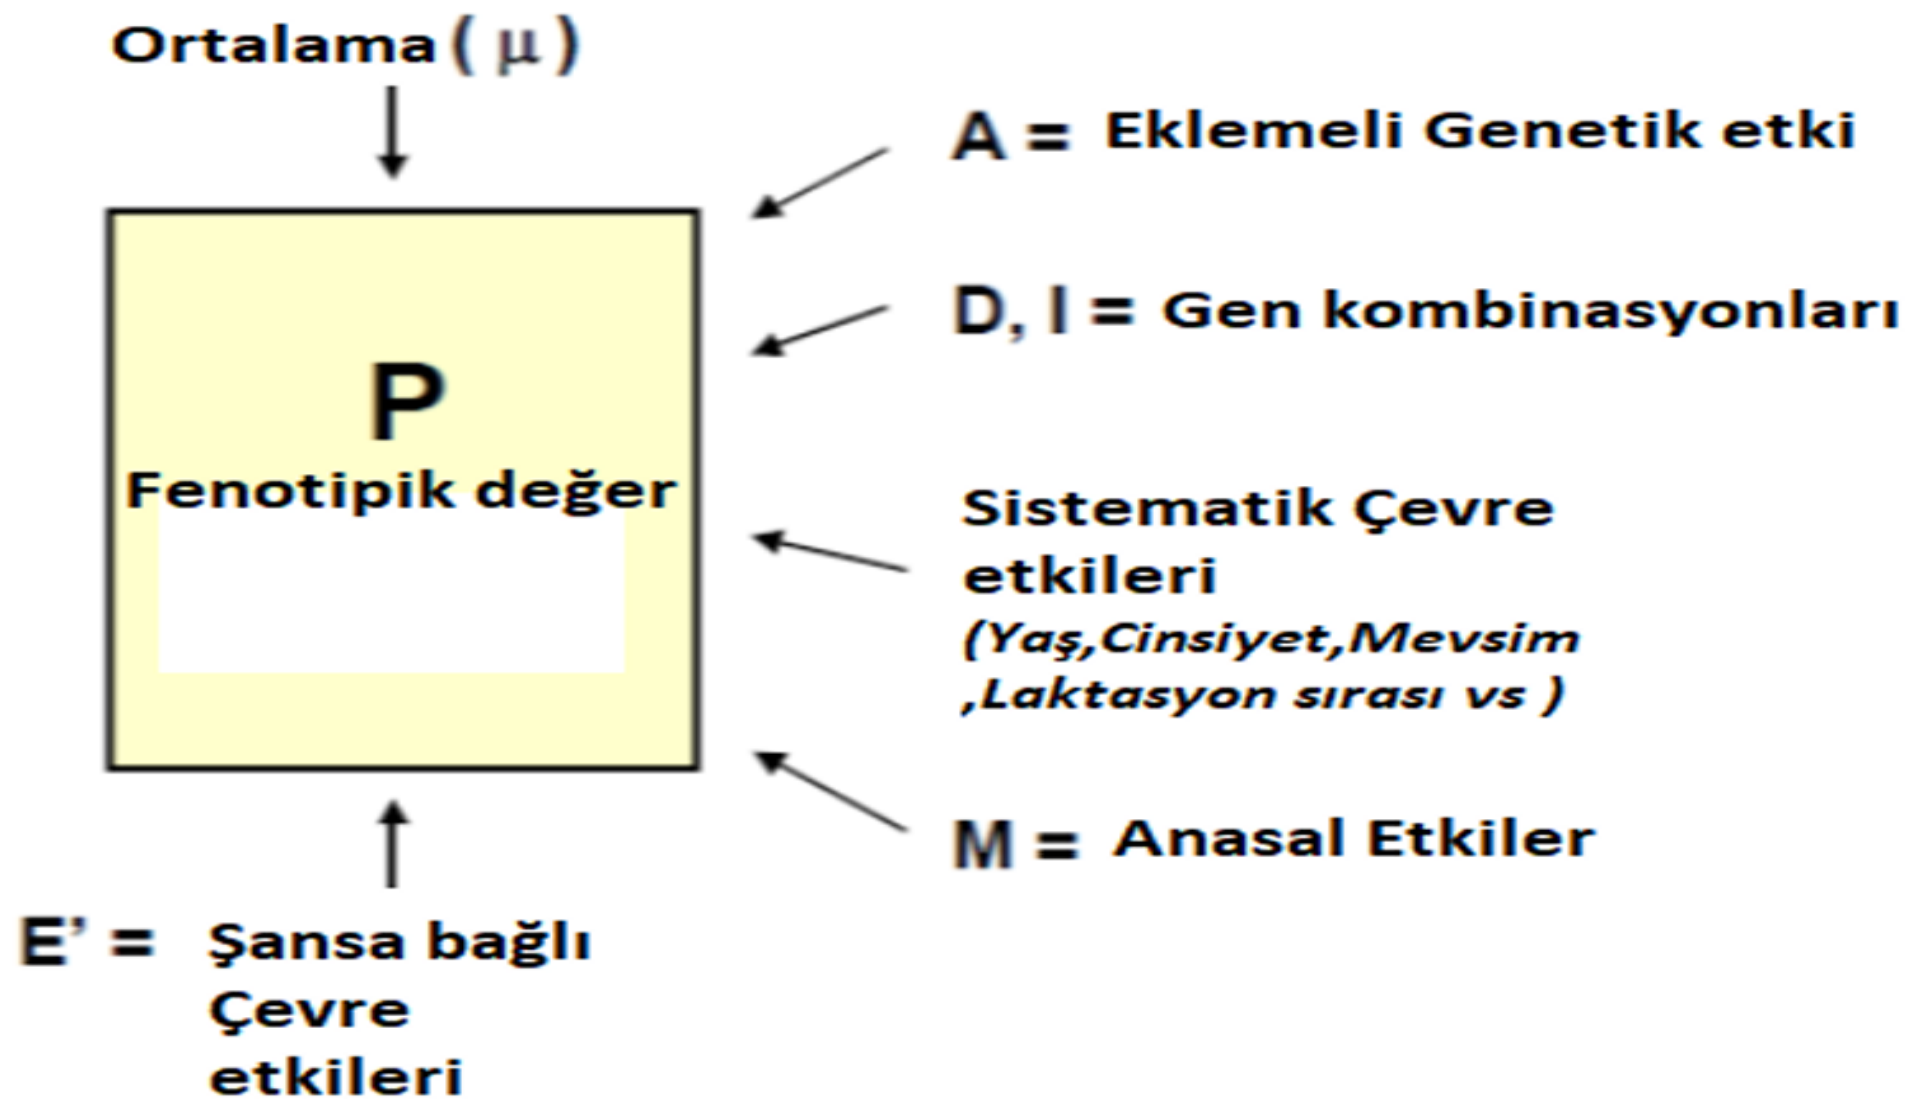 Ortalama ( μ )
A = Eklemeli Genetik etki
D, I = Gen kombinasyonları
P
Fenotipik değer
Sistematik Çevre
etkileri
(Yaş,Cinsiyet,Mevsim
,Laktasyon sırası vs )
M = Anasal Etkiler
E’ = Şansa bağlı
Çevre
etkileri